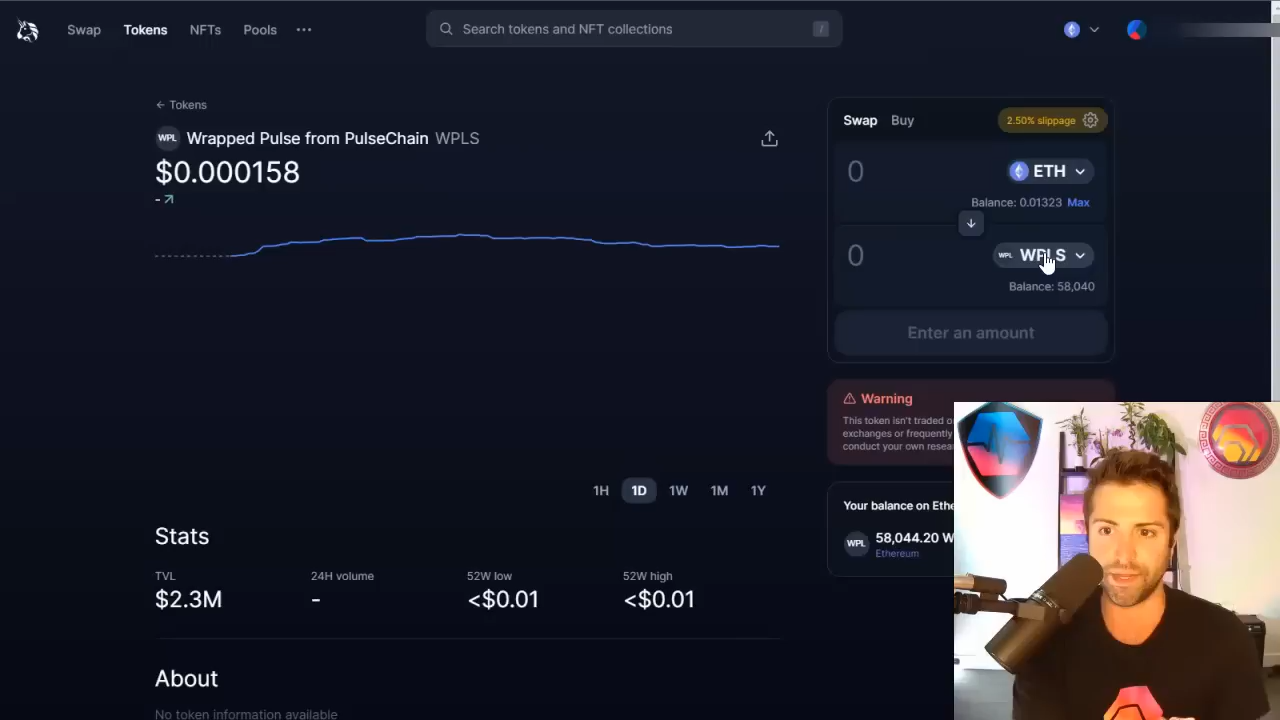 Swap Tokens NFTs Pools
Search tokens and NFT collections /
← Tokens
WPL Wrapped Pulse from PulseChain WPLS
$0.000158
-
1H 1D 1W 1M 1Y
Stats
TVL 24H volume 52W low 52W high
$2.3M - <$0.01 <$0.01
About
No token information available
Swap Buy 2.50% slippage
0 ETH
Balance: 0.01323 Max
0 WPL WPLS
Balance: 58,040
Enter an amount
Warning
This token isn't traded o
exchanges or frequently
conduct your own resea
Your balance on Ethe
WPL 58,044.20 W
Ethereum